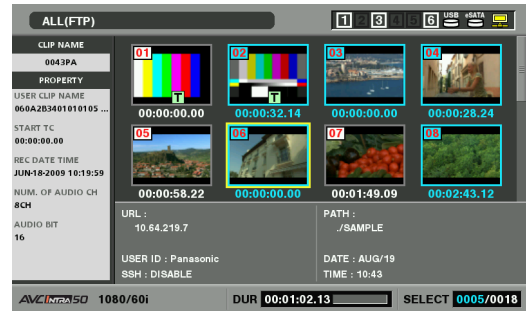 ALL(FTP)
1 2 3 4 5 6 USB eSATA
CLIP NAME
0043PA
PROPERTY
USER CLIP NAME
060A2B3401010105 ...
START TC
00:00:00.00
REC DATE TIME
JUN-18-2009 10:19:59
NUM. OF AUDIO CH
8CH
AUDIO BIT
16
01 02 03 04
T T
00:00:00.00 00:00:32.14 00:00:00.00 00:00:28.24
05 06 07 08
00:00:58.22 00:00:00.00 00:01:49.09 00:02:43.12
URL :
10.64.219.7
USER ID : Panasonic
SSH : DISABLE
PATH :
./SAMPLE
DATE : AUG/19
TIME : 10:43
AVC INTRA 50 1080/60i DUR 00:01:02.13 SELECT 0005/0018